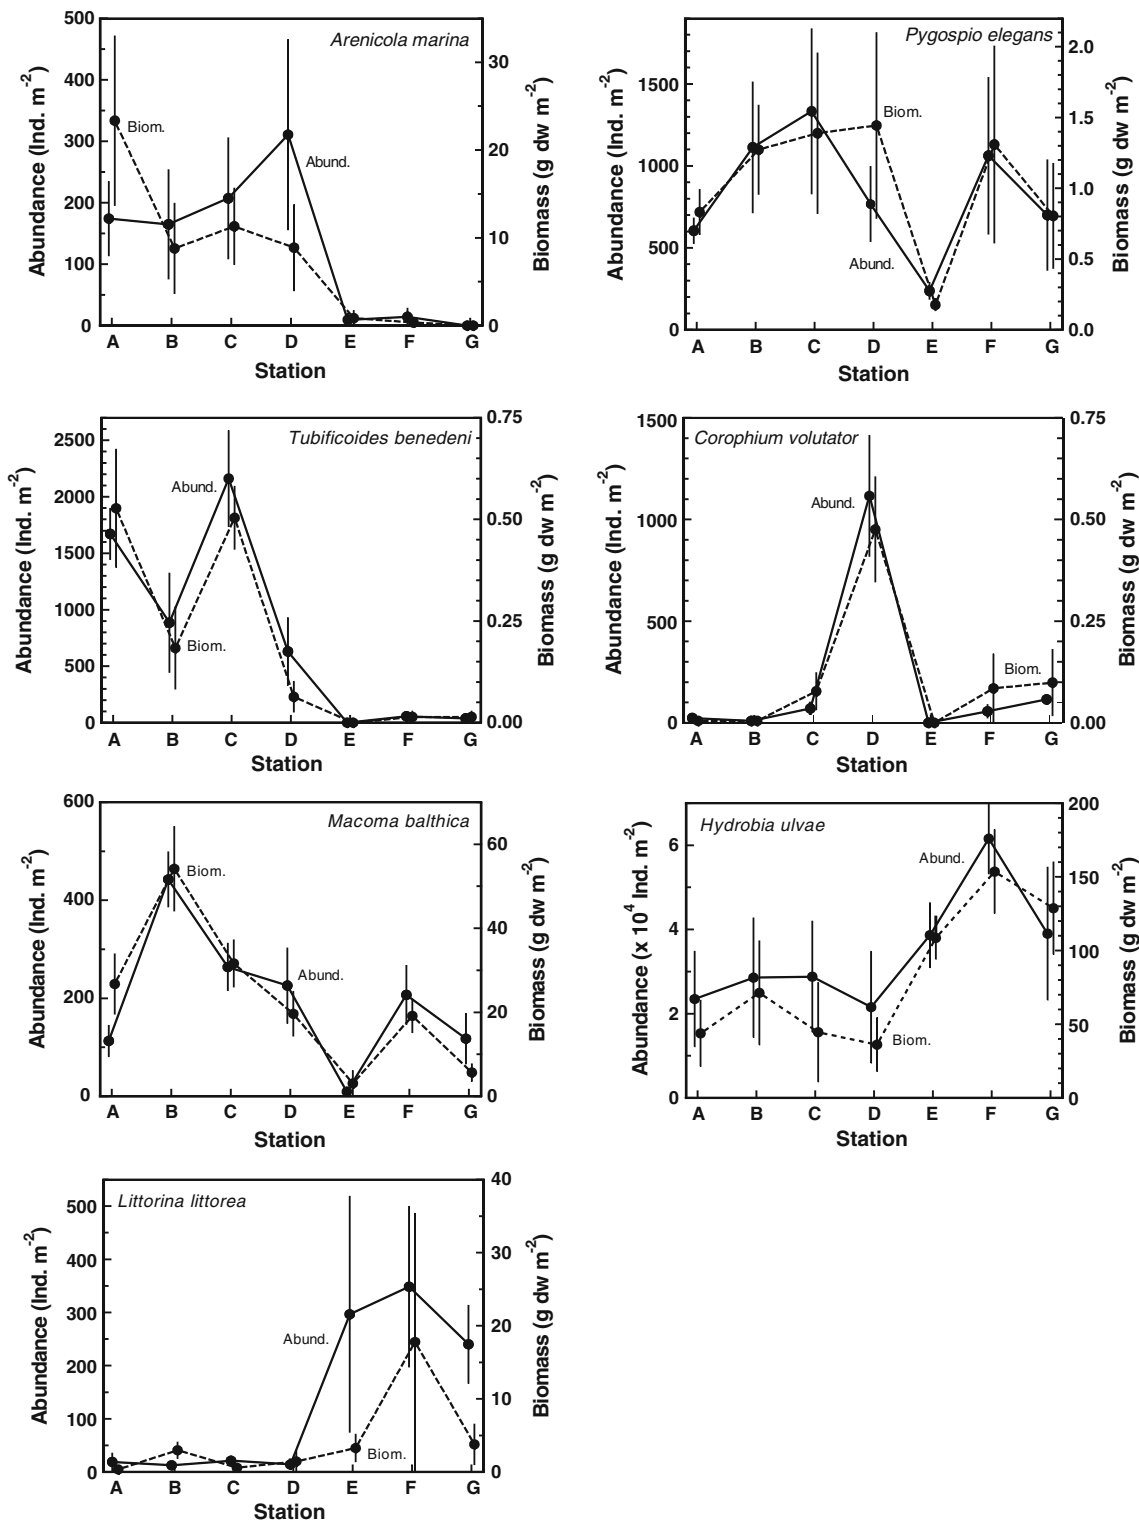 Arenicola marina
Abundance (Ind. m-2)
500
400
300
200
100
0
Biom.
Abund.
30
20
10
0
Biomass (g dw m-2)
A B C D E F G
Station
Pygospio elegans
Abundance (Ind. m-2)
1500
1000
500
0
Biom.
Abund.
2.0
1.5
1.0
0.5
0.0
Biomass (g dw m-2)
A B C D E F G
Station
Tubificoides benedeni
Abundance (Ind. m-2)
2500
2000
1500
1000
500
0
Abund.
Biom.
0.75
0.50
0.25
0.00
Biomass (g dw m-2)
A B C D E F G
Station
Corophium volutator
Abundance (Ind. m-2)
1500
1000
500
0
Abund.
Biom.
0.75
0.50
0.25
0.00
Biomass (g dw m-2)
A B C D E F G
Station
Macoma balthica
Abundance (Ind. m-2)
600
400
200
0
Biom.
Abund.
60
40
20
0
Biomass (g dw m-2)
A B C D E F G
Station
Hydrobia ulvae
Abundance (x 104 Ind. m-2)
6
4
2
0
Abund.
Biom.
200
150
100
50
0
Biomass (g dw m-2)
A B C D E F G
Station
Littorina littorea
Abundance (Ind. m-2)
500
400
300
200
100
0
Abund.
Biom.
40
30
20
10
0
Biomass (g dw m-2)
A B C D E F G
Station